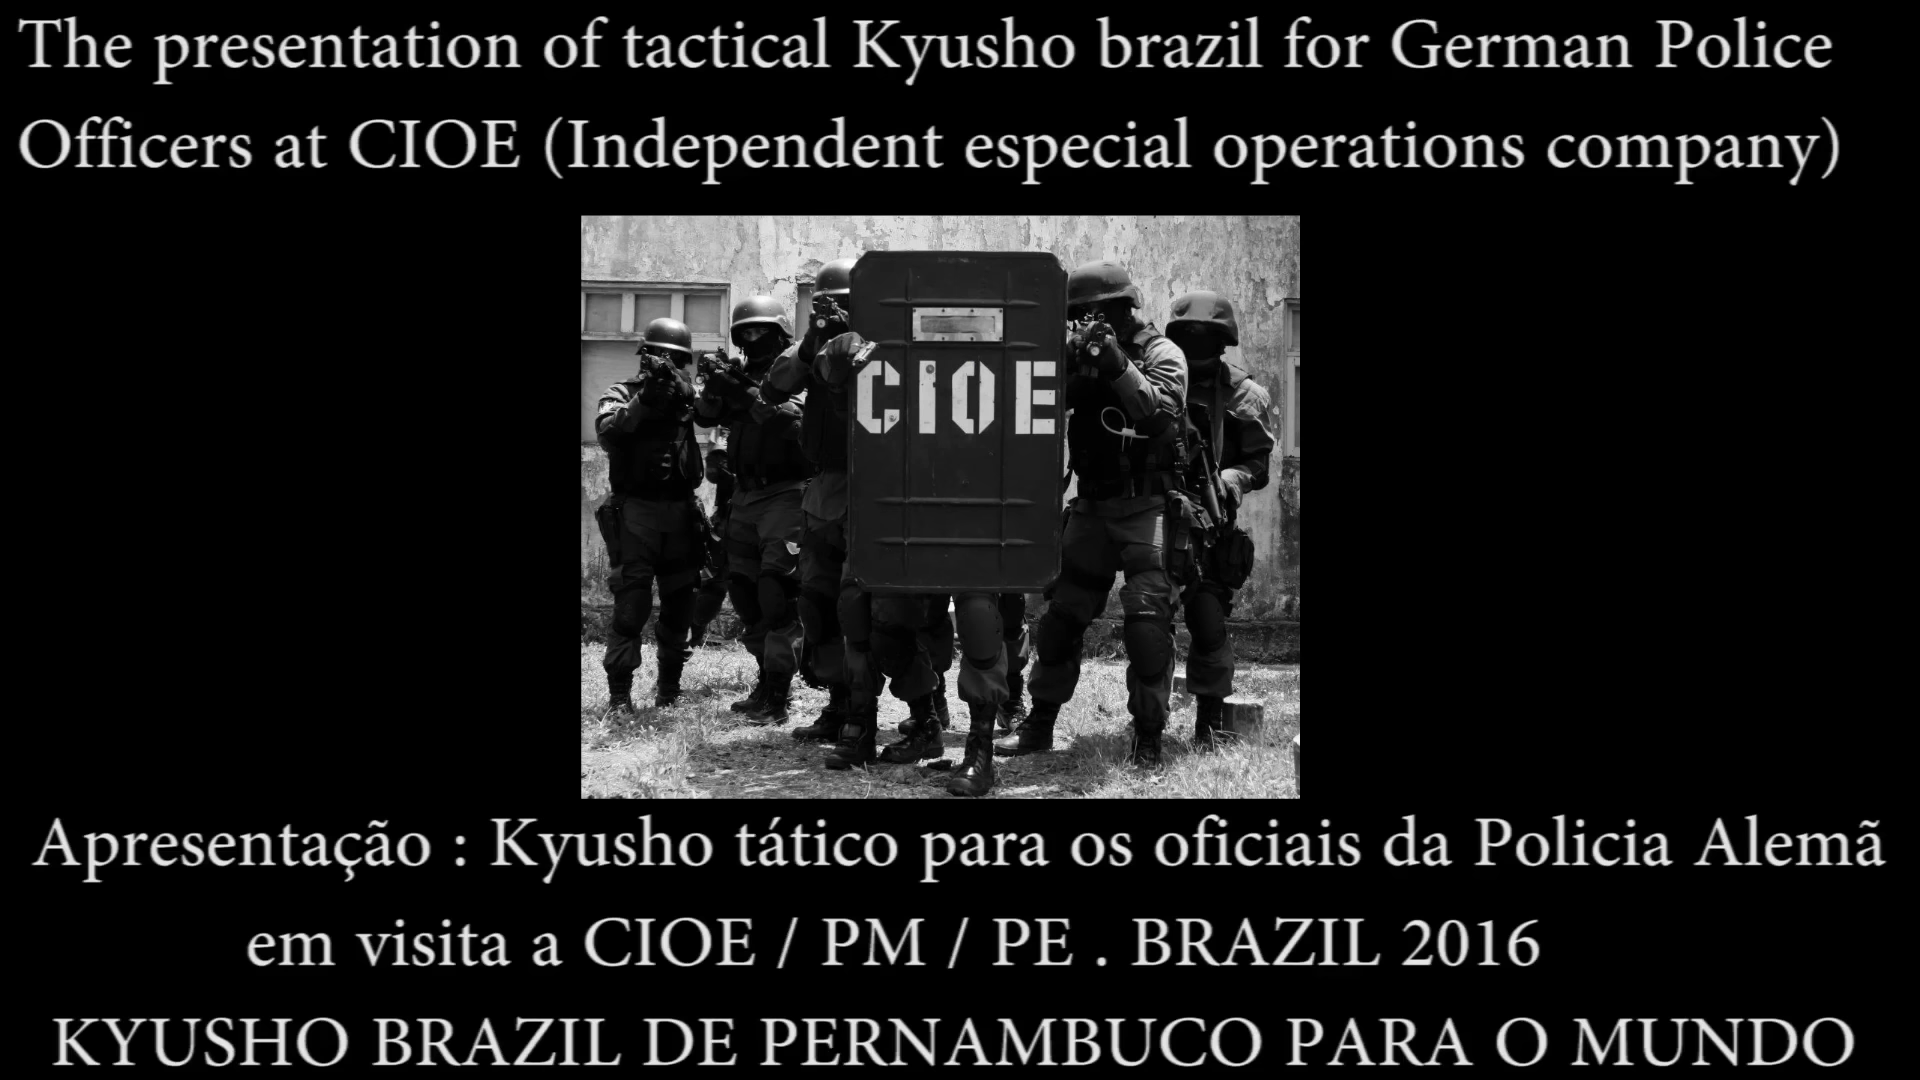 The presentation of tactical Kyusho brazil for German Police
Officers at CIOE (Independent especial operations company)
CIOE
Apresentação : Kyusho tático para os oficiais da Policia Alemã
em visita a CIOE / PM / PE . BRAZIL 2016
KYUSHO BRAZIL DE PERNAMBUCO PARA O MUNDO